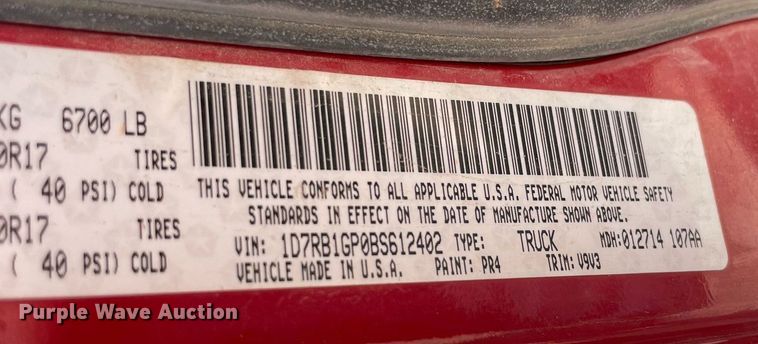 KG 6700 LB
0R17 TIRES
( 40 PSI) COLD
0R17 TIRES
( 40 PSI) COLD
THIS VEHICLE CONFORMS TO ALL APPLICABLE U.S.A. FEDERAL MOTOR VEHICLE SAFETY
STANDARDS IN EFFECT ON THE DATE OF MANUFACTURE SHOWN ABOVE.
VIN: 1D7RB1GP0BS612402 TYPE: TRUCK MDH:012714 107AA
VEHICLE MADE IN U.S.A. PAINT: PR4 TRIM: V9V3
Purple Wave Auction